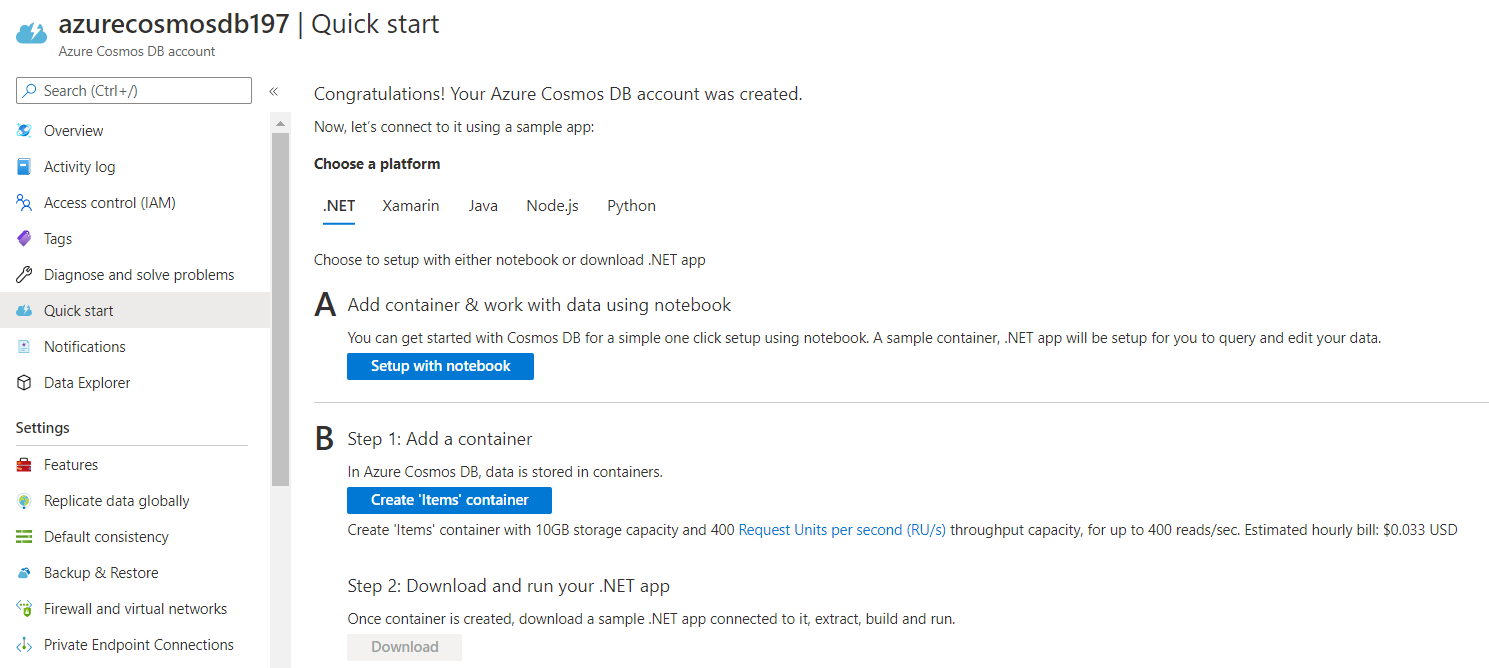 azurecosmosdb197 | Quick start
Azure Cosmos DB account
Search (Ctrl+/)
«
Overview
Activity log
Access control (IAM)
Tags
Diagnose and solve problems
Quick start
Notifications
Data Explorer
Settings
Features
Replicate data globally
Default consistency
Backup & Restore
Firewall and virtual networks
Private Endpoint Connections
Congratulations! Your Azure Cosmos DB account was created.
Now, let’s connect to it using a sample app:
Choose a platform
.NET Xamarin Java Node.js Python
Choose to setup with either notebook or download .NET app
A Add container & work with data using notebook
You can get started with Cosmos DB for a simple one click setup using notebook. A sample container, .NET app will be setup for you to query and edit your data.
Setup with notebook
B Step 1: Add a container
In Azure Cosmos DB, data is stored in containers.
Create 'Items' container
Create 'Items' container with 10GB storage capacity and 400 Request Units per second (RU/s) throughput capacity, for up to 400 reads/sec. Estimated hourly bill: $0.033 USD
Step 2: Download and run your .NET app
Once container is created, download a sample .NET app connected to it, extract, build and run.
Download